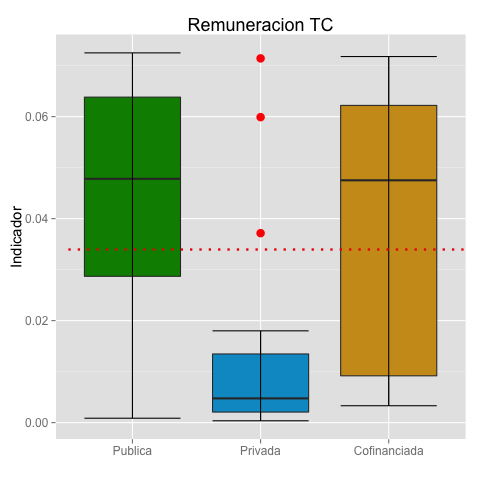 Remuneracion TC
Indicador
0.06
0.04
0.02
0.00
Publica
Privada
Cofinanciada